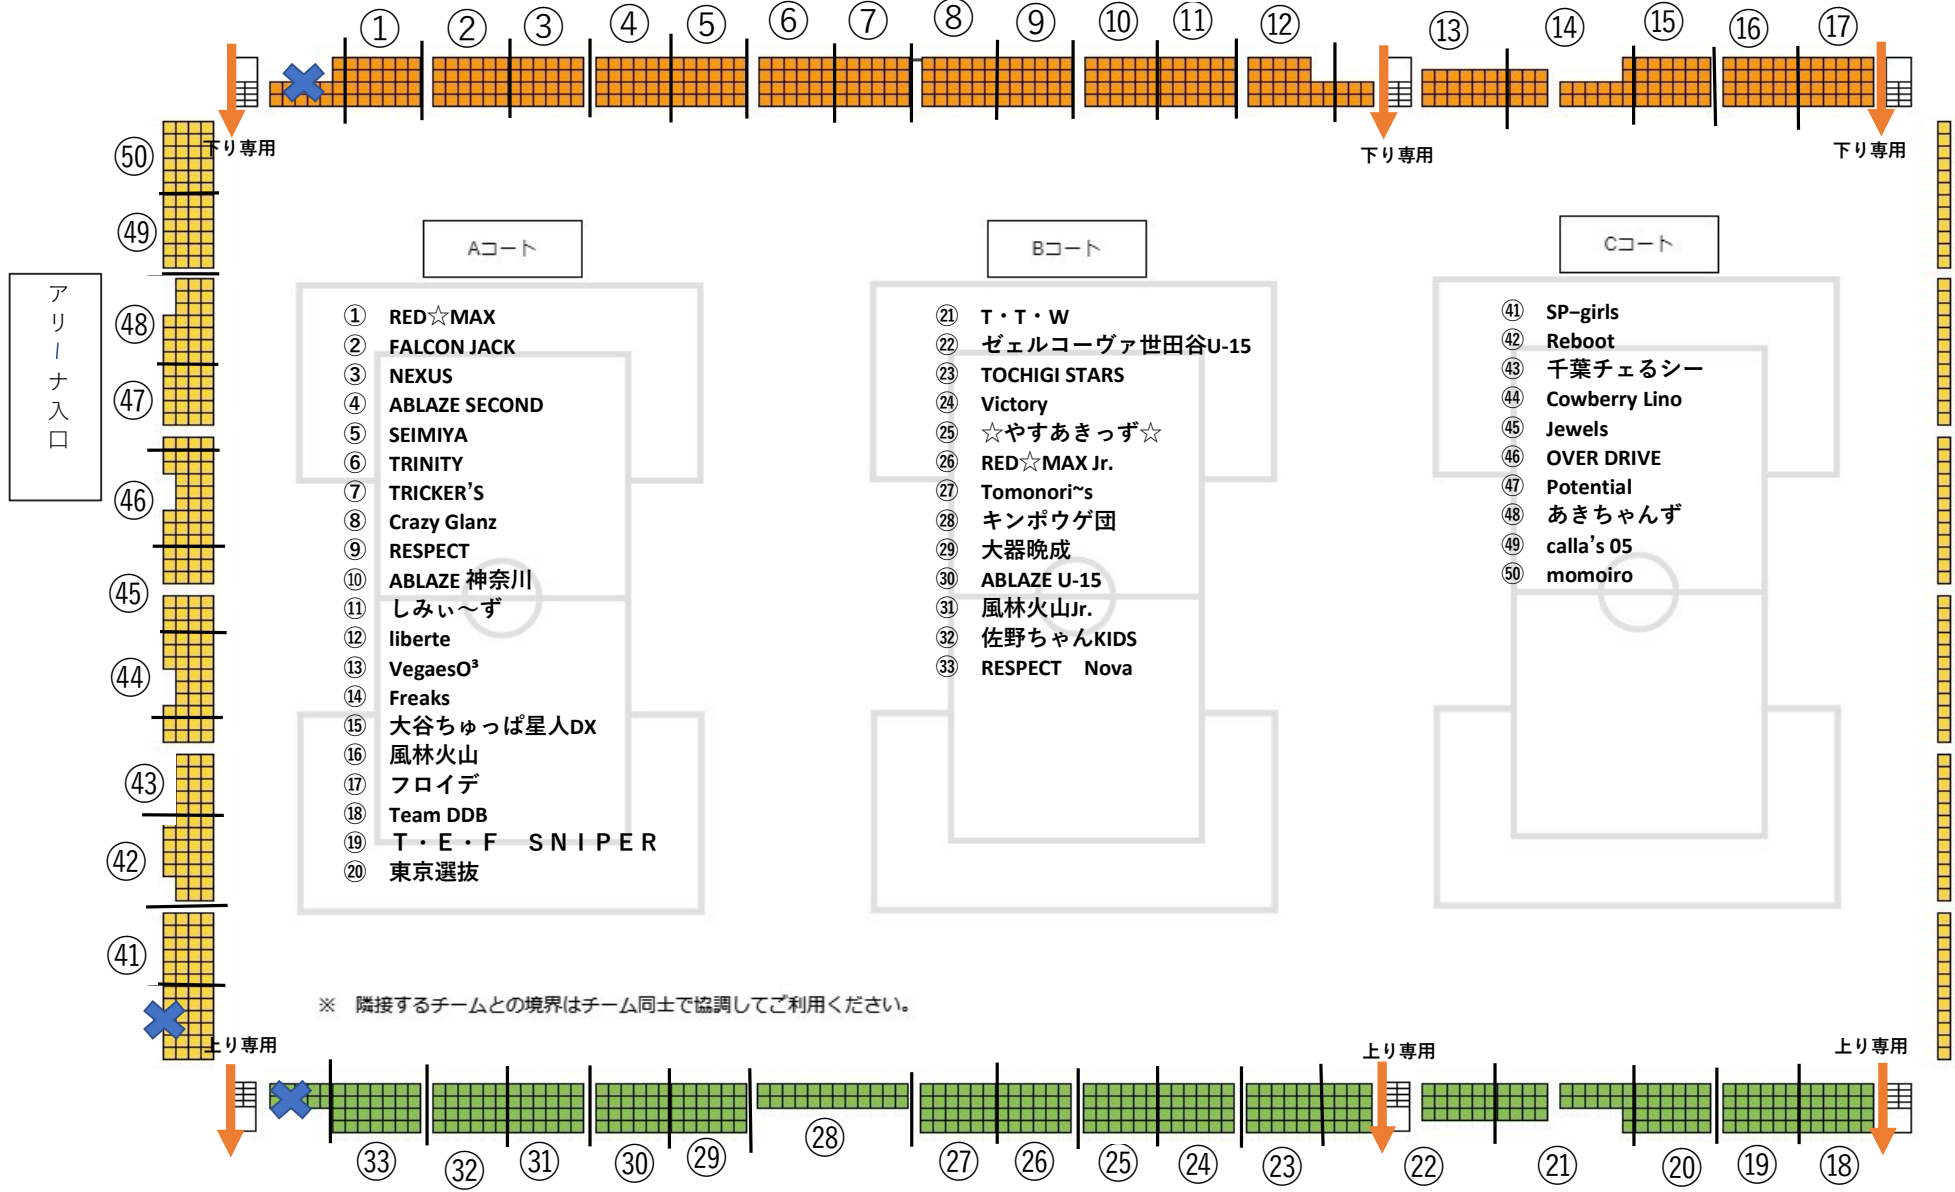 ① ② ③ ④ ⑤ ⑥ ⑦ ⑧ ⑨ ⑩ ⑪ ⑫ ⑬ ⑭ ⑮ ⑯ ⑰
下り専用
下り専用
下り専用
㊿
㊾
㊽
㊼
㊻
㊺
㊹
㊸
㊷
㊶
アリーナ入口
Aコート
① RED☆MAX
② FALCON JACK
③ NEXUS
④ ABLAZE SECOND
⑤ SEIMIYA
⑥ TRINITY
⑦ TRICKER’S
⑧ Crazy Glanz
⑨ RESPECT
⑩ ABLAZE 神奈川
⑪ しみぃ～ず
⑫ liberte
⑬ VegaesO³
⑭ Freaks
⑮ 大谷ちゅっぱ星人DX
⑯ 風林火山
⑰ フロイデ
⑱ Team DDB
⑲ Ｔ・Ｅ・Ｆ　ＳＮＩＰＥＲ
⑳ 東京選抜
Bコート
㉑ T・T・W
㉒ ゼェルコーヴァ世田谷U-15
㉓ TOCHIGI STARS
㉔ Victory
㉕ ☆やすあきっず☆
㉖ RED☆MAX Jr.
㉗ Tomonori~s
㉘ キンポウゲ団
㉙ 大器晩成
㉚ ABLAZE U-15
㉛ 風林火山Jr.
㉜ 佐野ちゃんKIDS
㉝ RESPECT　Nova
Cコート
㊶ SP−girls
㊷ Reboot
㊸ 千葉チェるシー
㊹ Cowberry Lino
㊺ Jewels
㊻ OVER DRIVE
㊼ Potential
㊽ あきちゃんず
㊾ calla’s 05
㊿ momoiro
※　隣接するチームとの境界はチーム同士で協調してご利用ください。
上り専用
上り専用
上り専用
㉝ ㉜ ㉛ ㉚ ㉙ ㉘ ㉗ ㉖ ㉕ ㉔ ㉓ ㉒ ㉑ ⑳ ⑲ ⑱